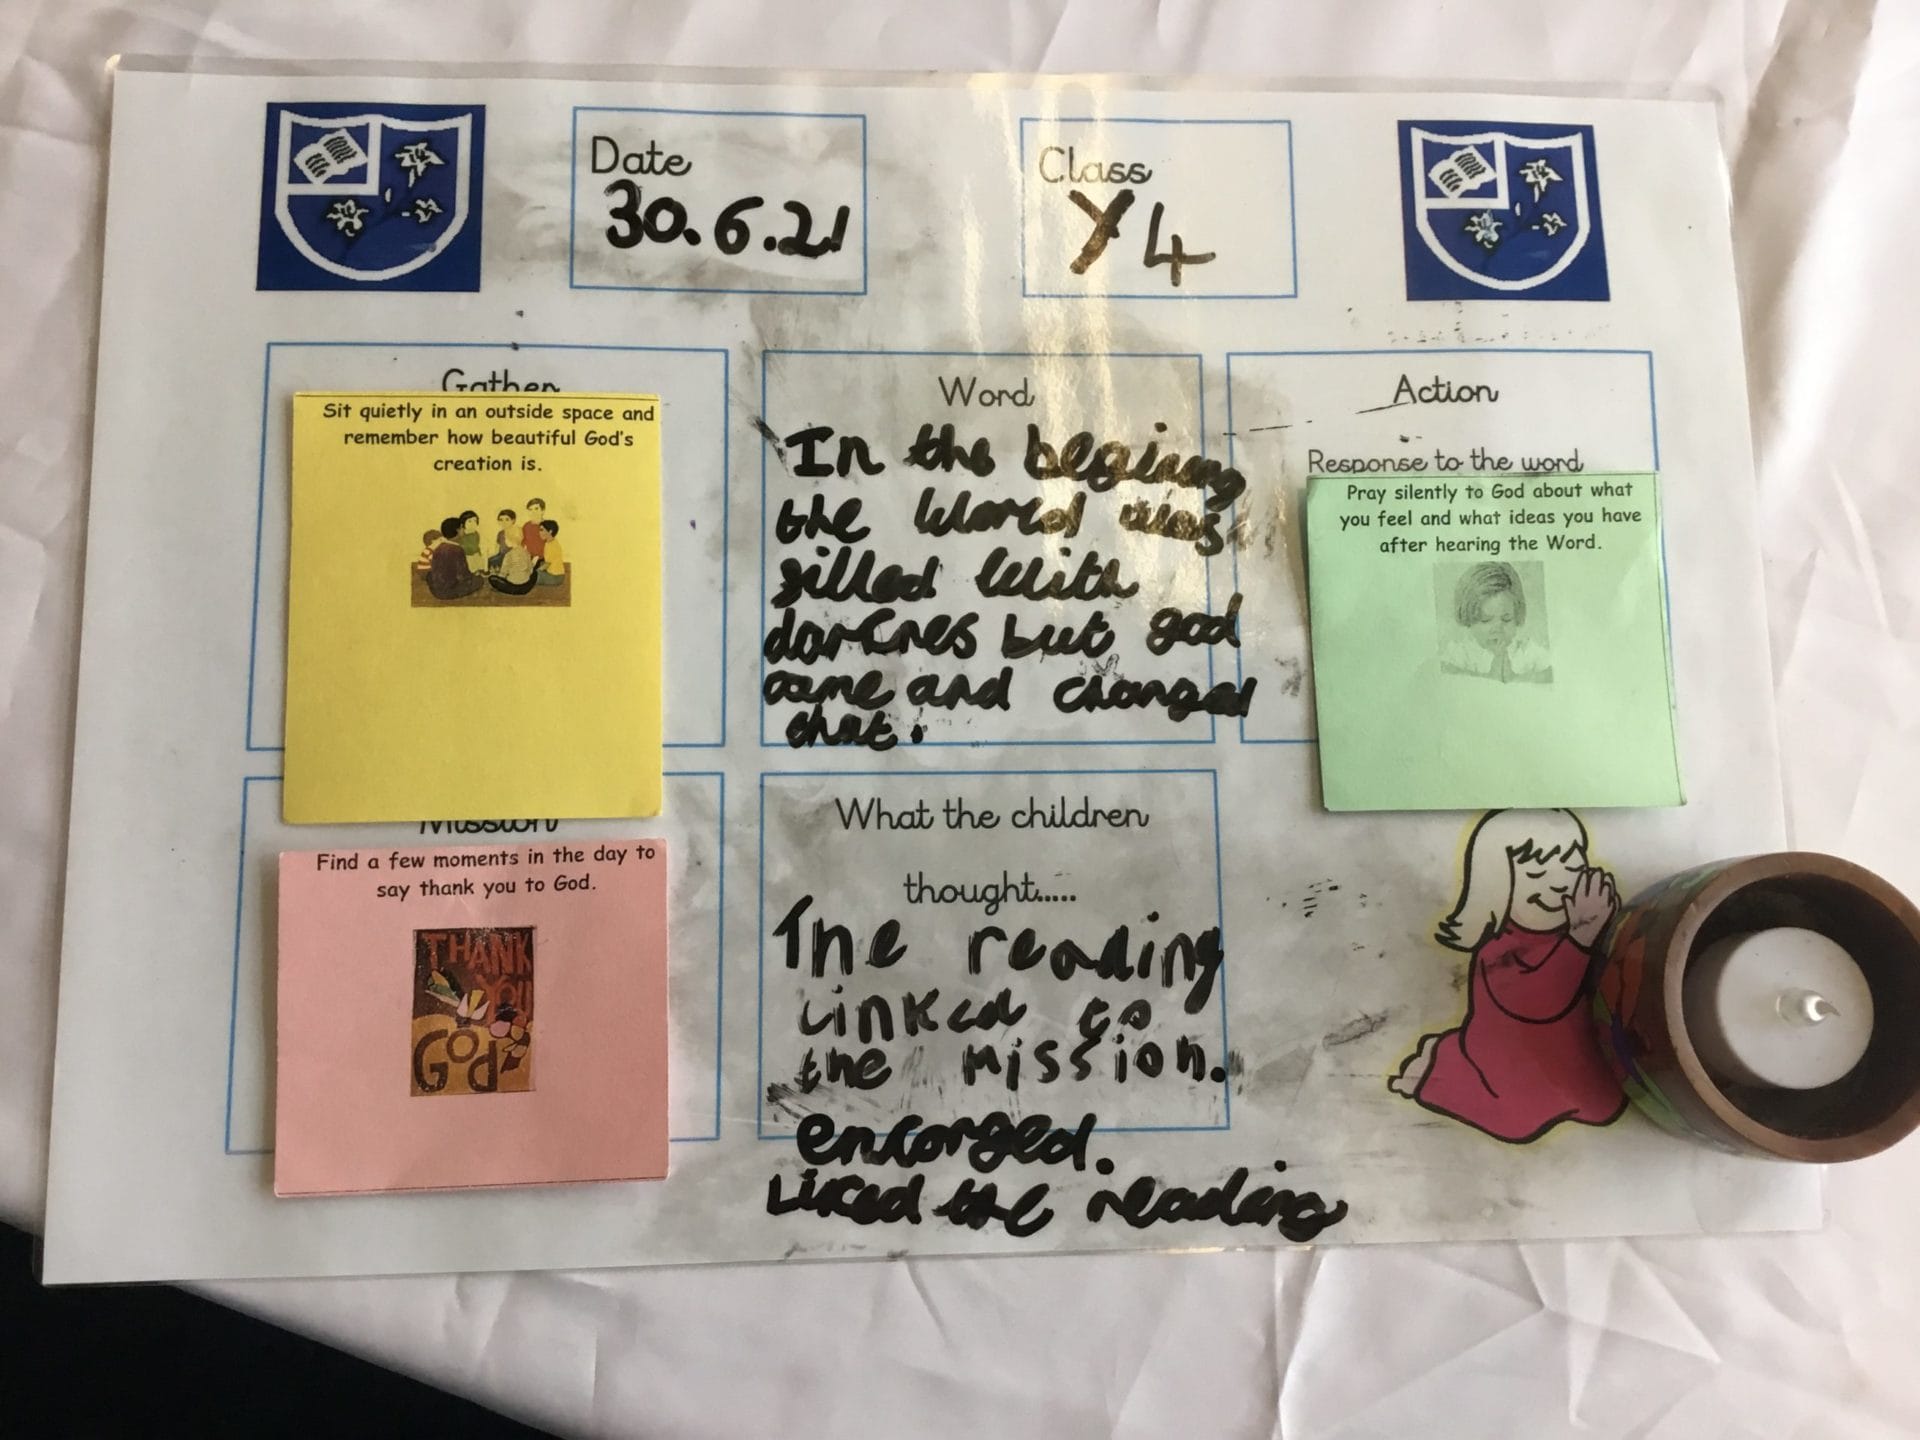 Date
30.6.21
Class
Y4
Gather
Sit quietly in an outside space and
remember how beautiful God's
creation is.
Word
In the begining
the world was
filled with
darknes but god
came and changed
that.
Action
Response to the word
Pray silently to God about what
you feel and what ideas you have
after hearing the Word.
Mission
Find a few moments in the day to
say thank you to God.
THANK
YOU
GOD
What the children
thought.....
The reading
linked to
the mission.
encorged.
Liked the reading